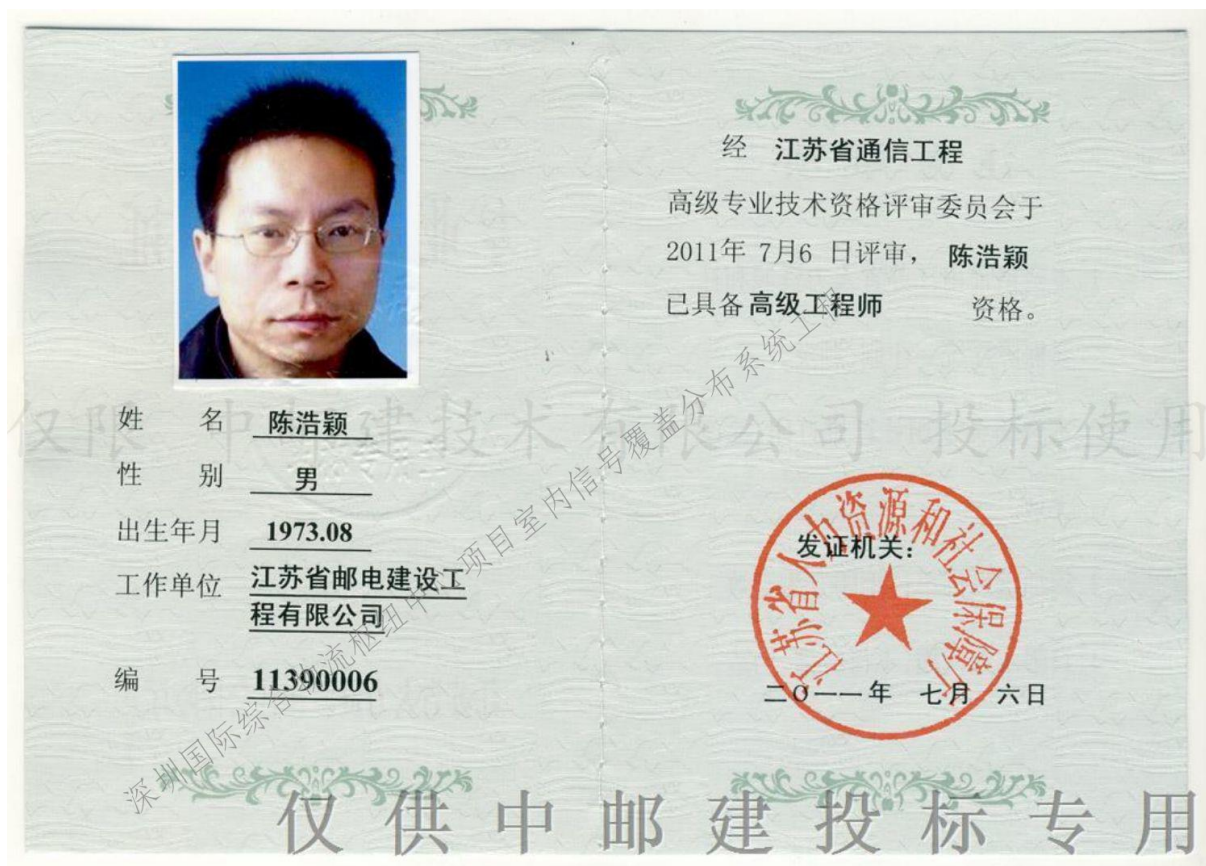 姓 名 陈浩颖
性 别 男
出生年月 1973.08
工作单位 江苏省邮电建设工
程有限公司
编 号 11390006
经 江苏省通信工程
高级专业技术资格评审委员会于
2011年 7月6 日评审， 陈浩颖
已具备 高级工程师 资格。
江苏省人力资源和社会保障厅
发证机关：
二〇一一年 七月 六日
仅限 中邮建技术有限公司 投标使用
深圳国际综合物流枢纽中心项目室内信号覆盖分布系统工程
仅供中邮建投标专用